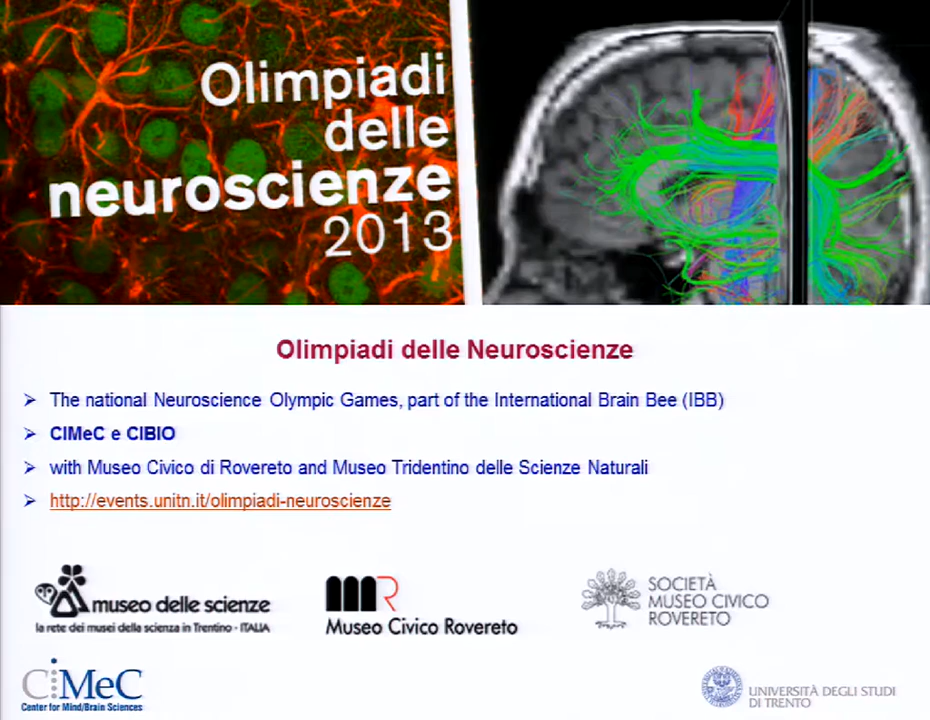 Olimpiadi
delle
neuroscienze
2013
Olimpiadi delle Neuroscienze
The national Neuroscience Olympic Games, part of the International Brain Bee (IBB)
CIMeC e CIBIO
with Museo Civico di Rovereto and Museo Tridentino delle Scienze Naturali
http://events.unitn.it/olimpiadi-neuroscienze
museo delle scienze
la rete dei musei della scienza in Trentino - ITALIA
MR
Museo Civico Rovereto
SOCIETÀ
MUSEO CIVICO
ROVERETO
CiMeC
Center for Mind/Brain Sciences
UNIVERSITÀ DEGLI STUDI
DI TRENTO